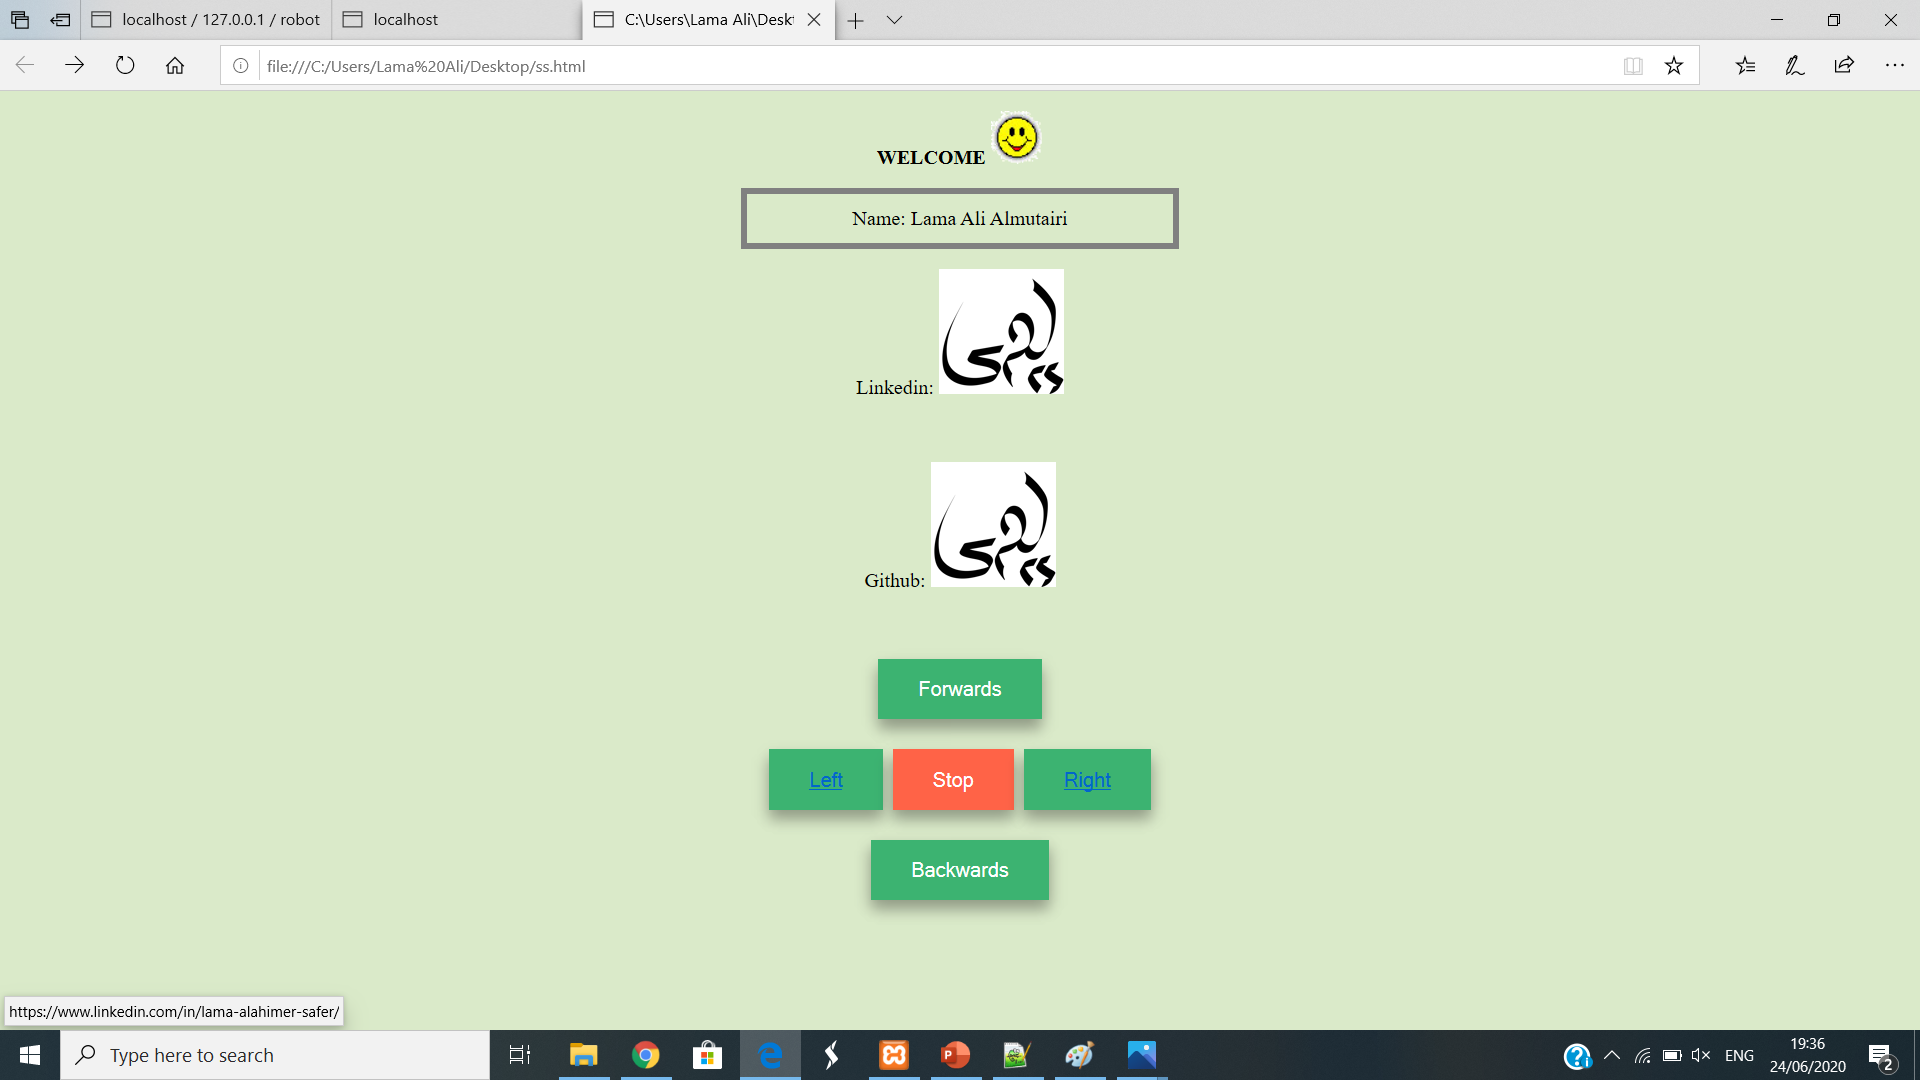 localhost / 127.0.0.1 / robot
localhost
C:\Users\Lama Ali\Deskt
file:///C:/Users/Lama%20Ali/Desktop/ss.html
WELCOME
Name: Lama Ali Almutairi
Linkedin:
Github:
Forwards
Left Stop Right
Backwards
https://www.linkedin.com/in/lama-alahimer-safer/
Type here to search
ENG
19:36
24/06/2020
2